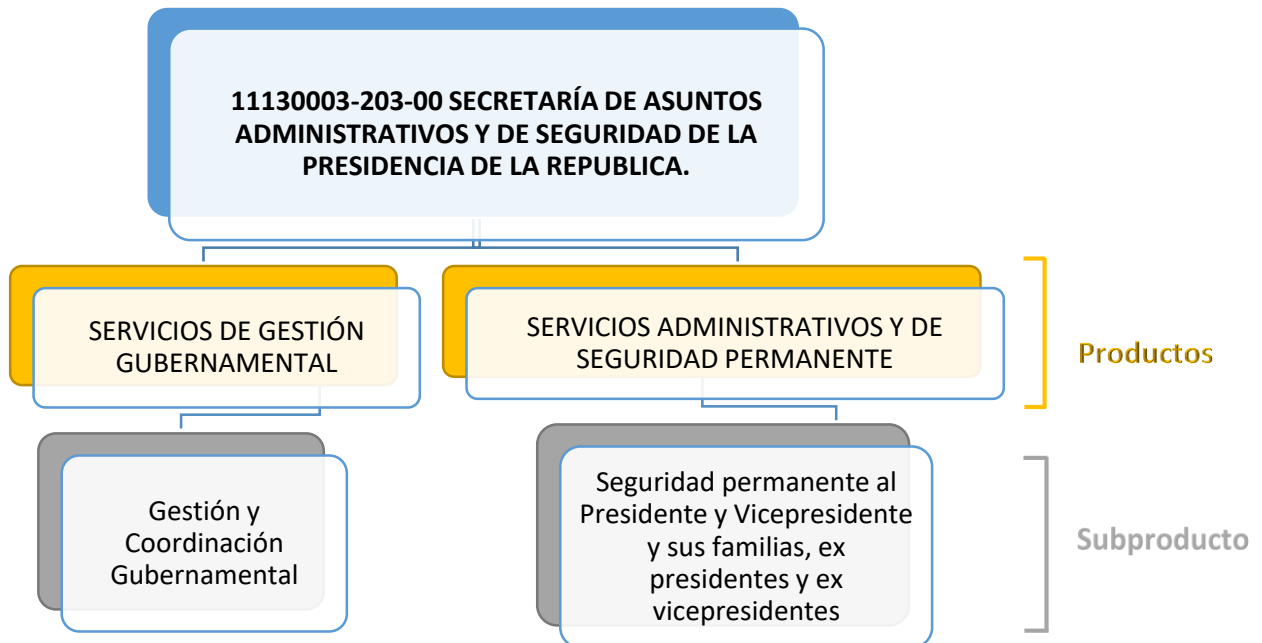 11130003-203-00 SECRETARÍA DE ASUNTOS
ADMINISTRATIVOS Y DE SEGURIDAD DE LA
PRESIDENCIA DE LA REPUBLICA.
SERVICIOS DE GESTIÓN
GUBERNAMENTAL
SERVICIOS ADMINISTRATIVOS Y DE
SEGURIDAD PERMANENTE
Productos
Gestión y
Coordinación
Gubernamental
Seguridad permanente al
Presidente y Vicepresidente
y sus familias, ex
presidentes y ex
vicepresidentes
Subproducto